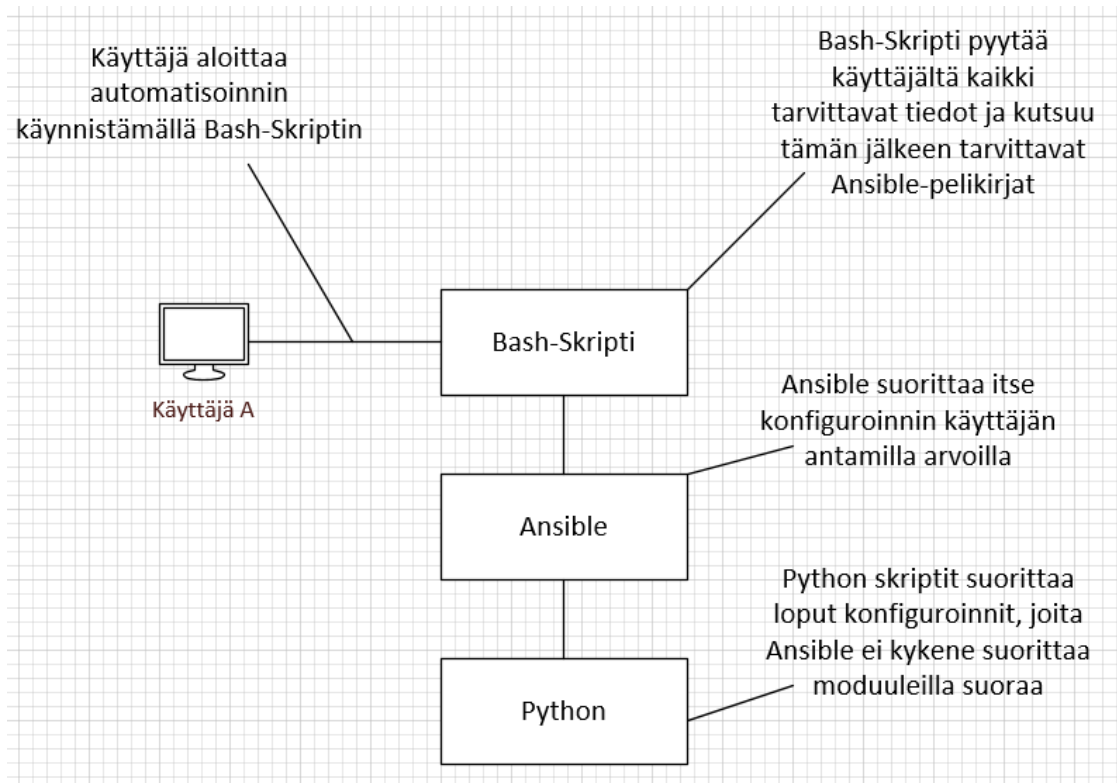 Käyttäjä aloittaa
automatisoinnin
käynnistämällä Bash-Skriptin
Bash-Skripti pyytää
käyttäjältä kaikki
tarvittavat tiedot ja kutsuu
tämän jälkeen tarvittavat
Ansible-pelikirjat
Käyttäjä A
Bash-Skripti
Ansible suorittaa itse
konfiguroinnin käyttäjän
antamilla arvoilla
Ansible
Python skriptit suorittaa
loput konfiguroinnit, joita
Ansible ei kykene suorittaa
moduuleilla suoraa
Python